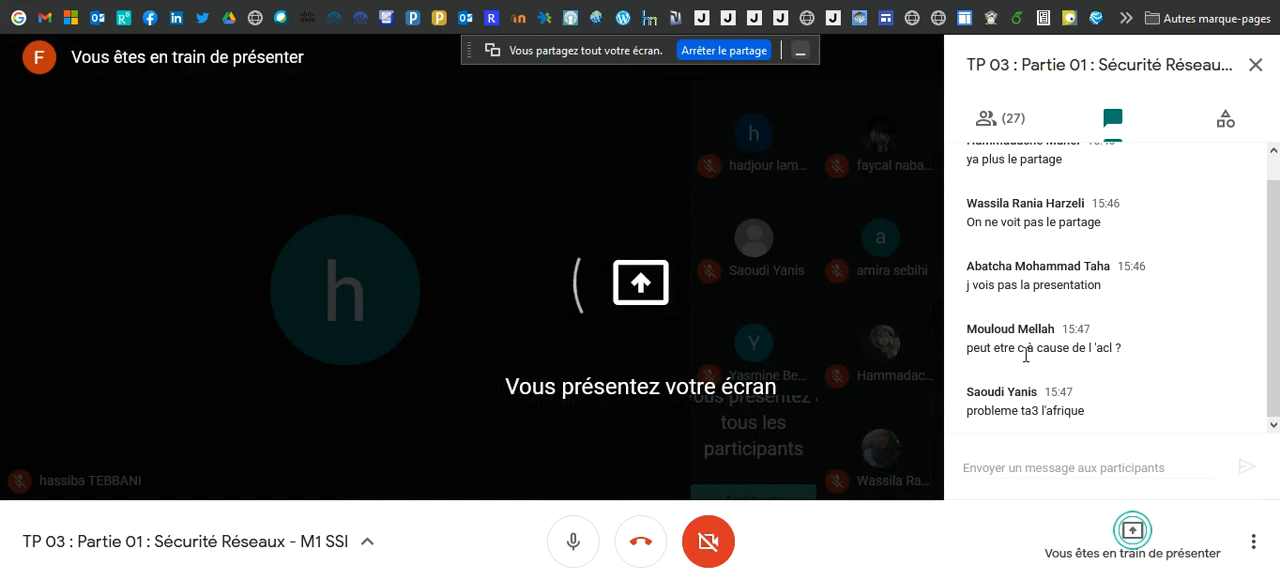 Autres marque-pages
F
Vous êtes en train de présenter
Vous partagez tout votre écran.
Arrêter le partage
h
hadjour lam...
faycal naba...
Saoudi Yanis
a
amira sebihi
Y
Yasmine Be...
Hammadac...
h
Vous présentez votre écran
tous les
participants
Wassila Ra...
hassiba TEBBANI
TP 03 : Partie 01 : Sécurité Réseau...
(27)
ya plus le partage
Wassila Rania Harzeli 15:46
On ne voit pas le partage
Abatcha Mohammad Taha 15:46
j vois pas la presentation
Mouloud Mellah 15:47
peut etre c à cause de l 'acl ?
Saoudi Yanis 15:47
probleme ta3 l'afrique
Envoyer un message aux participants
TP 03 : Partie 01 : Sécurité Réseaux - M1 SSI
Vous êtes en train de présenter